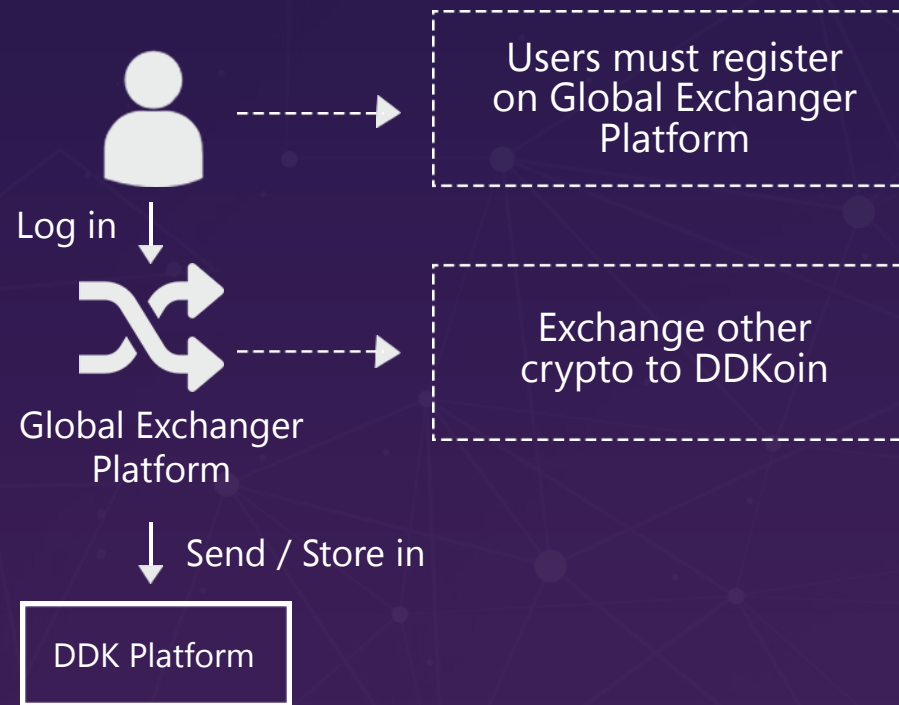 Users must register
on Global Exchanger
Platform
Log in
Exchange other
crypto to DDKoin
Global Exchanger
Platform
Send / Store in
DDK Platform